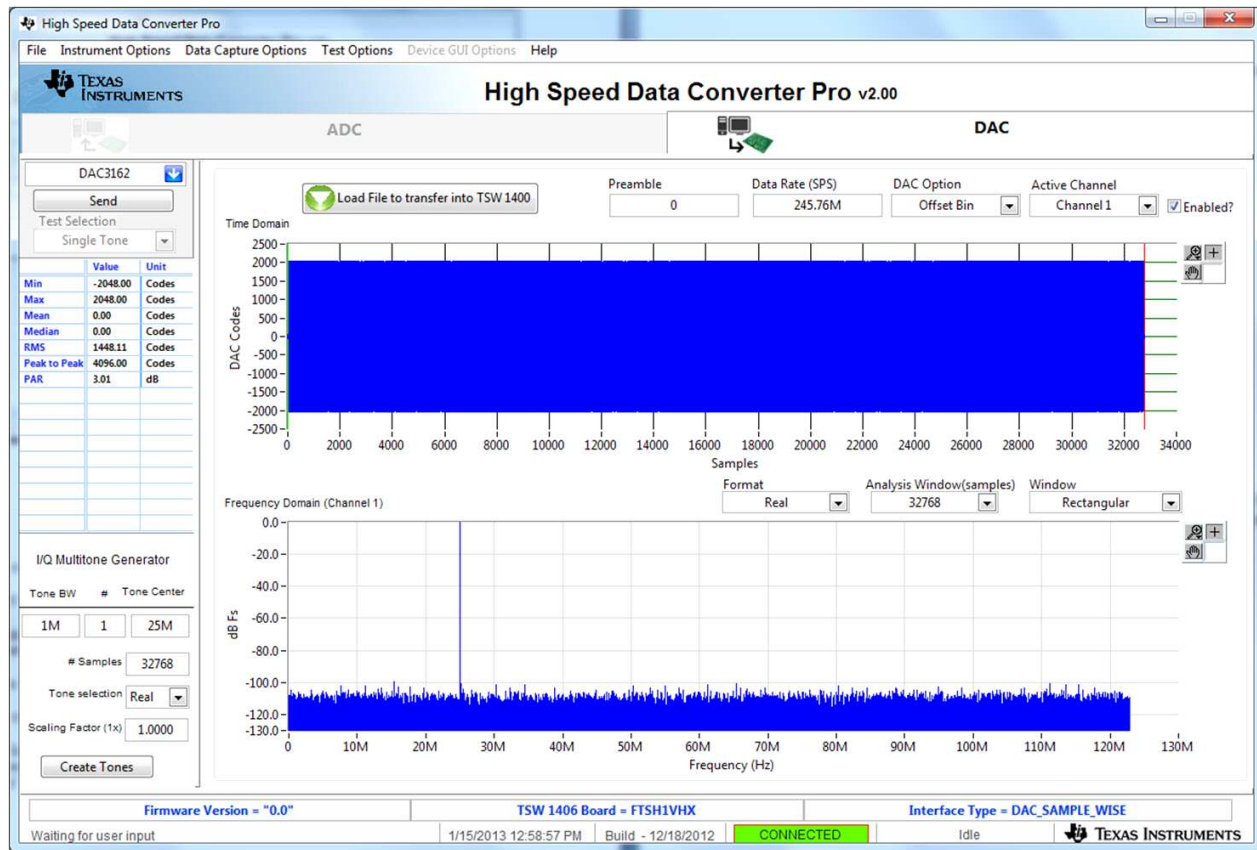 High Speed Data Converter Pro
File Instrument Options Data Capture Options Test Options Device GUI Options Help
TEXAS INSTRUMENTS
High Speed Data Converter Pro v2.00
ADC
DAC
DAC3162
Send
Test Selection
Single Tone
Value Unit
Min -2048.00 Codes
Max 2048.00 Codes
Mean 0.00 Codes
Median 0.00 Codes
RMS 1448.11 Codes
Peak to Peak 4096.00 Codes
PAR 3.01 dB
I/Q Multitone Generator
Tone BW # Tone Center
1M 1 25M
# Samples 32768
Tone selection Real
Scaling Factor (1x) 1.0000
Create Tones
Load File to transfer into TSW 1400
Preamble
0
Data Rate (SPS)
245.76M
DAC Option
Offset Bin
Active Channel
Channel 1
Enabled?
Time Domain
DAC Codes
2500
2000
1500
1000
500
0
-500
-1000
-1500
-2000
-2500
0 2000 4000 6000 8000 10000 12000 14000 16000 18000 20000 22000 24000 26000 28000 30000 32000 34000
Samples
Format
Real
Analysis Window(samples)
32768
Window
Rectangular
Frequency Domain (Channel 1)
dB Fs
0.0
-20.0
-40.0
-60.0
-80.0
-100.0
-120.0
-130.0
0 10M 20M 30M 40M 50M 60M 70M 80M 90M 100M 110M 120M 130M
Frequency (Hz)
Firmware Version = "0.0" TSW 1406 Board = FTSH1VHX Interface Type = DAC_SAMPLE_WISE
Waiting for user input 1/15/2013 12:58:57 PM Build - 12/18/2012 CONNECTED Idle TEXAS INSTRUMENTS